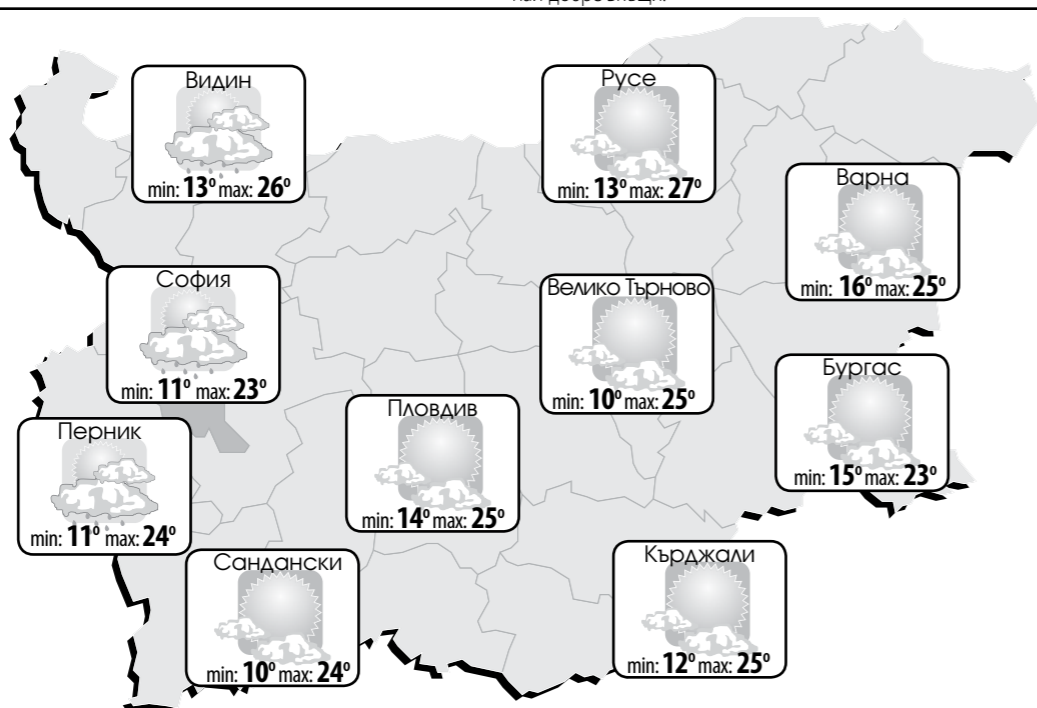 Видин
min: 13° max: 26°
Русе
min: 13° max: 27°
Варна
min: 16° max: 25°
София
min: 11° max: 23°
Велико Търново
min: 10° max: 25°
Бургас
min: 15° max: 23°
Пловдив
min: 14° max: 25°
Перник
min: 11° max: 24°
Сандански
min: 10° max: 24°
Кърджали
min: 12° max: 25°